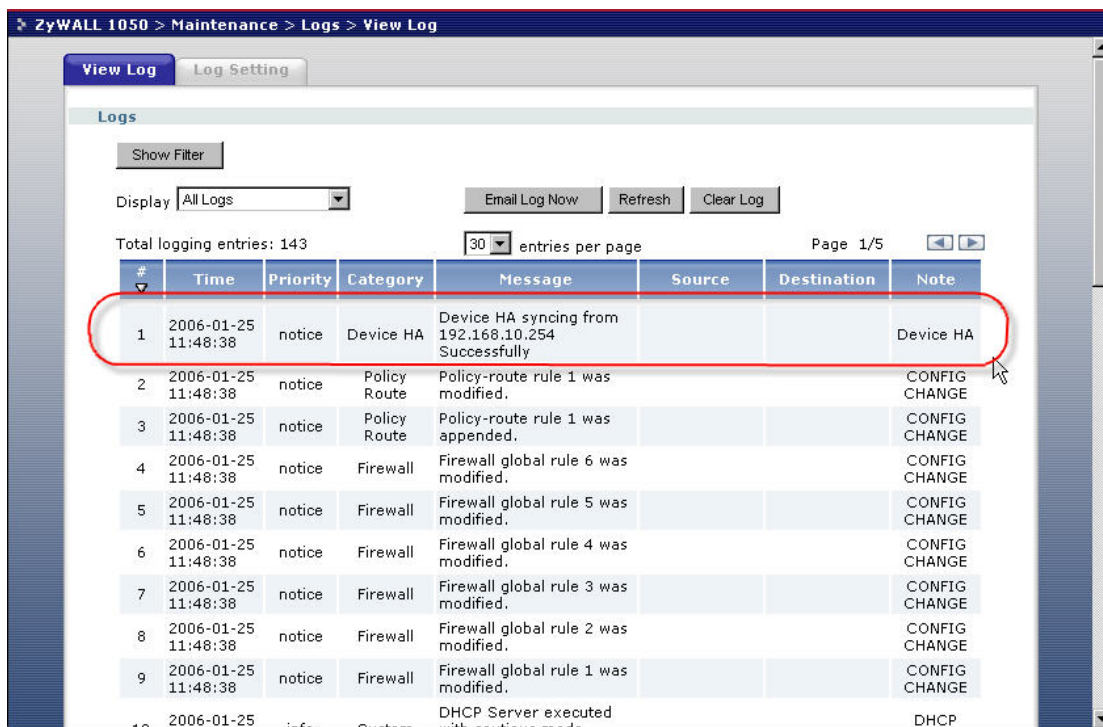 ZyWALL 1050 > Maintenance > Logs > View Log
View Log Log Setting
Logs
Show Filter
Display All Logs Email Log Now Refresh Clear Log
Total logging entries: 143 30 entries per page Page 1/5
# Time Priority Category Message Source Destination Note
1 2006-01-25 11:48:38 notice Device HA Device HA syncing from 192.168.10.254 Successfully Device HA
2 2006-01-25 11:48:38 notice Policy Route Policy-route rule 1 was modified. CONFIG CHANGE
3 2006-01-25 11:48:38 notice Policy Route Policy-route rule 1 was appended. CONFIG CHANGE
4 2006-01-25 11:48:38 notice Firewall Firewall global rule 6 was modified. CONFIG CHANGE
5 2006-01-25 11:48:38 notice Firewall Firewall global rule 5 was modified. CONFIG CHANGE
6 2006-01-25 11:48:38 notice Firewall Firewall global rule 4 was modified. CONFIG CHANGE
7 2006-01-25 11:48:38 notice Firewall Firewall global rule 3 was modified. CONFIG CHANGE
8 2006-01-25 11:48:38 notice Firewall Firewall global rule 2 was modified. CONFIG CHANGE
9 2006-01-25 11:48:38 notice Firewall Firewall global rule 1 was modified. CONFIG CHANGE
2006-01-25 DHCP Server executed DHCP